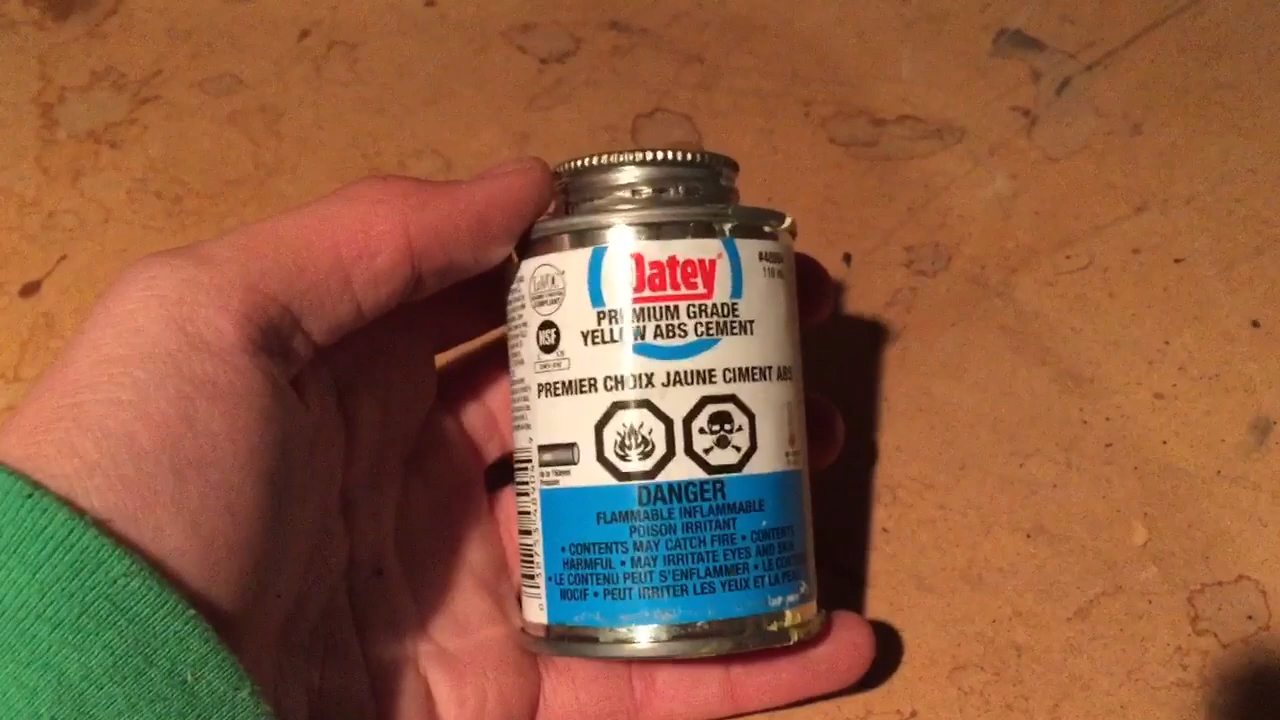 Oatey
PREMIUM GRADE
YELLOW ABS CEMENT
PREMIER CHOIX JAUNE CIMENT ABS
NSF
DANGER
FLAMMABLE INFLAMMABLE
POISON IRRITANT
• CONTENTS MAY CATCH FIRE • CONTENTS
HARMFUL • MAY IRRITATE EYES AND SKIN
• LE CONTENU PEUT S'ENFLAMMER • LE
NOCIF • PEUT IRRITER LES YEUX ET LA